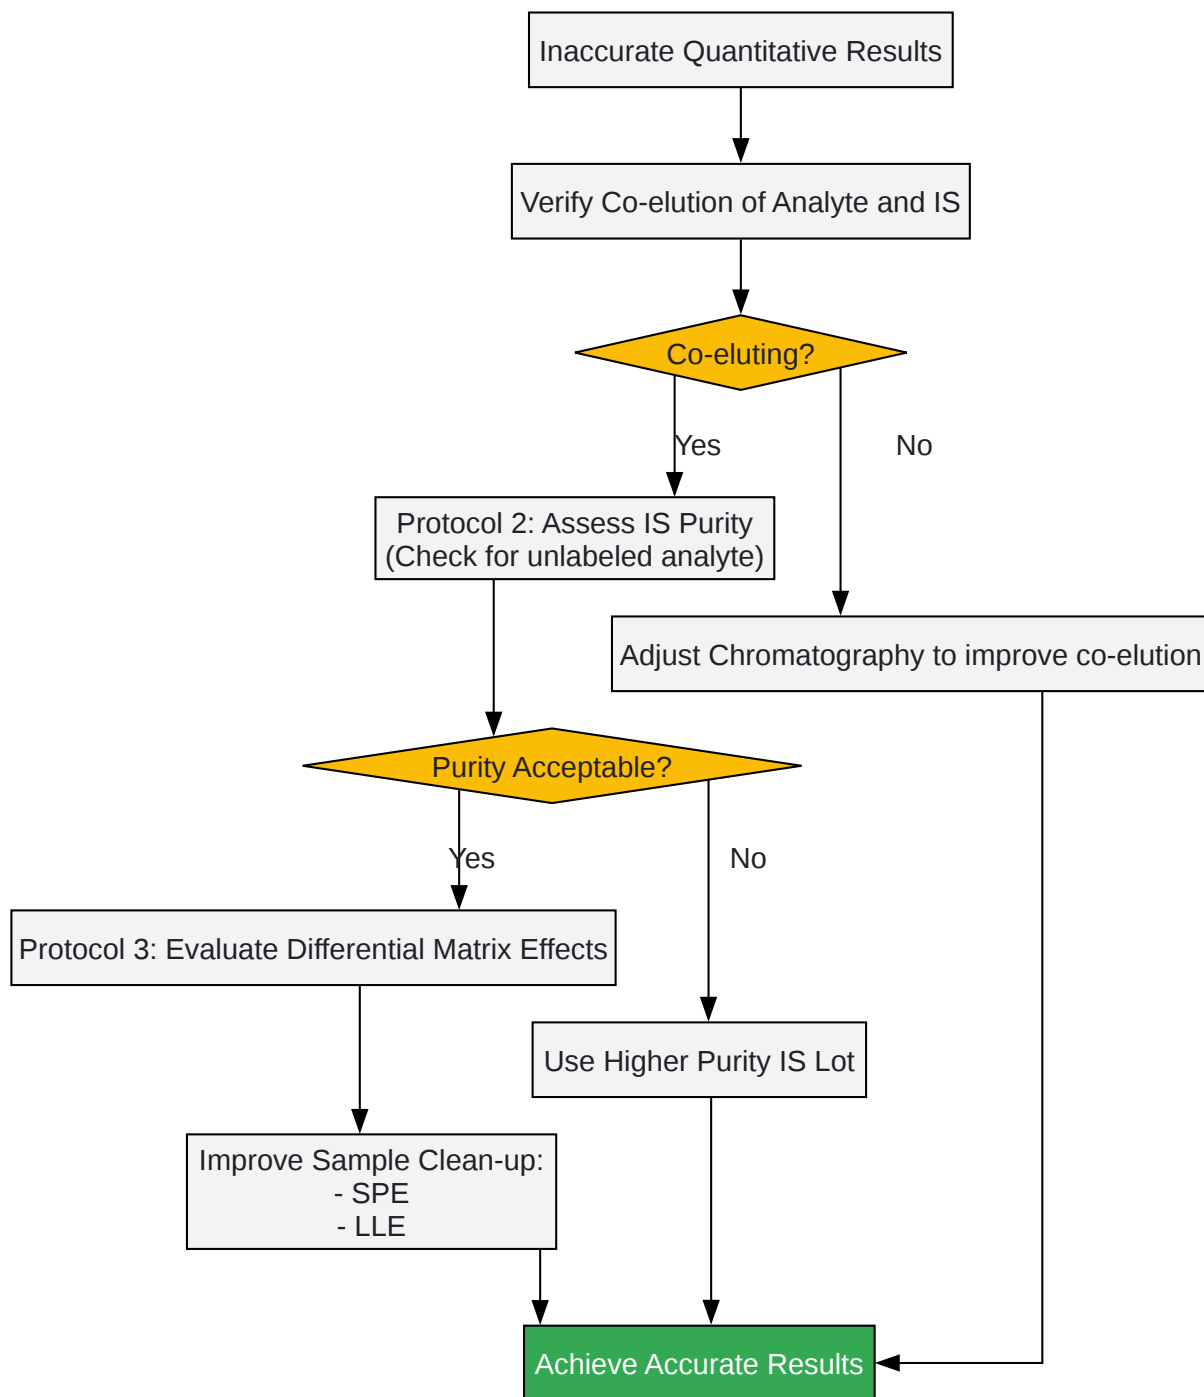 Inaccurate Quantitative Results
Verify Co-elution of Analyte and IS
Co-eluting?
Yes
No
Protocol 2: Assess IS Purity
(Check for unlabeled analyte)
Adjust Chromatography to improve co-elution
Purity Acceptable?
Yes
No
Protocol 3: Evaluate Differential Matrix Effects
Use Higher Purity IS Lot
Improve Sample Clean-up:
- SPE
- LLE
Achieve Accurate Results